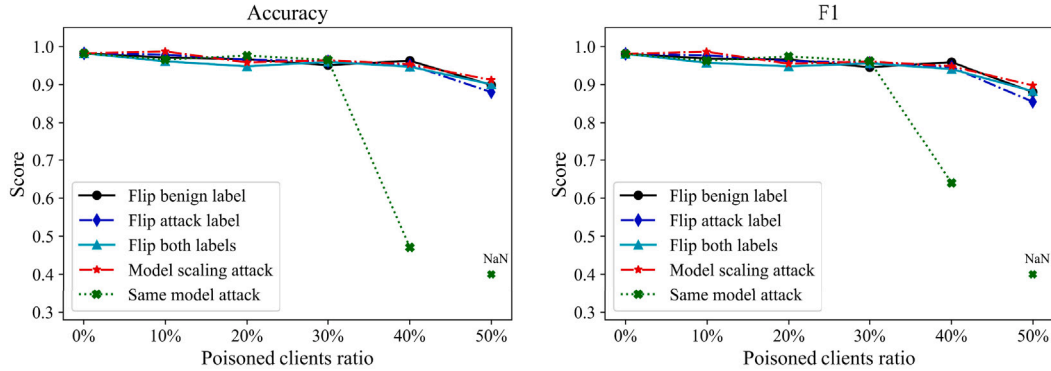 Accuracy
1.0
0.9
0.8
0.7
0.6
0.5
0.4
0.3
Score
Flip benign label
Flip attack label
Flip both labels
Model scaling attack
Same model attack
NaN
0%
10%
20%
30%
40%
50%
Poisoned clients ratio
F1
1.0
0.9
0.8
0.7
0.6
0.5
0.4
0.3
Score
Flip benign label
Flip attack label
Flip both labels
Model scaling attack
Same model attack
NaN
0%
10%
20%
30%
40%
50%
Poisoned clients ratio